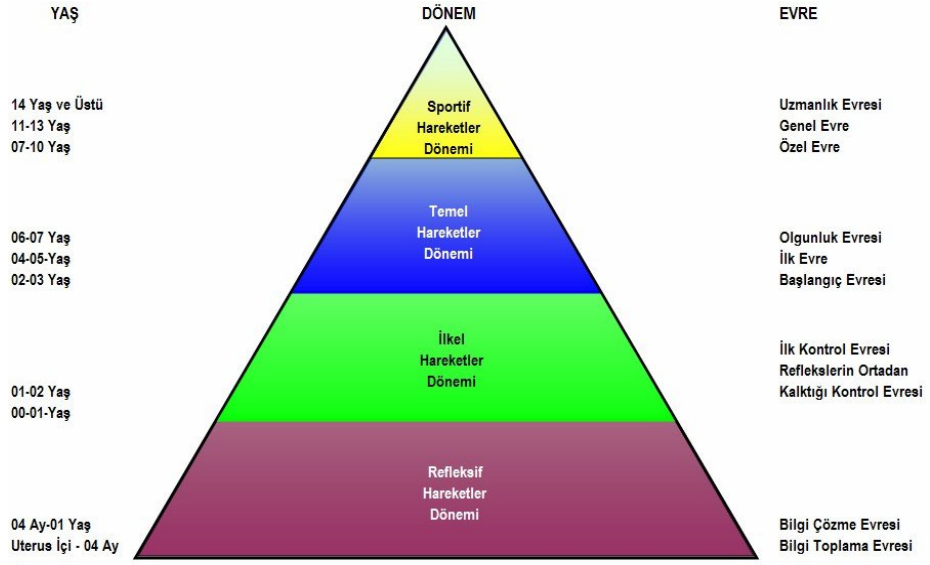 YAŞ DÖNEM EVRE
14 Yaş ve Üstü Sportif Uzmanlık Evresi
11-13 Yaş Hareketler Genel Evre
07-10 Yaş Dönemi Özel Evre
Temel
06-07 Yaş Hareketler Olgunluk Evresi
04-05-Yaş Dönemi İlk Evre
02-03 Yaş Başlangıç Evresi
İlkel
Hareketler İlk Kontrol Evresi
Dönemi Reflekslerin Ortadan
01-02 Yaş Kalktığı Kontrol Evresi
00-01-Yaş
Refleksif
Hareketler
Dönemi
04 Ay-01 Yaş Bilgi Çözme Evresi
Uterus İçi - 04 Ay Bilgi Toplama Evresi